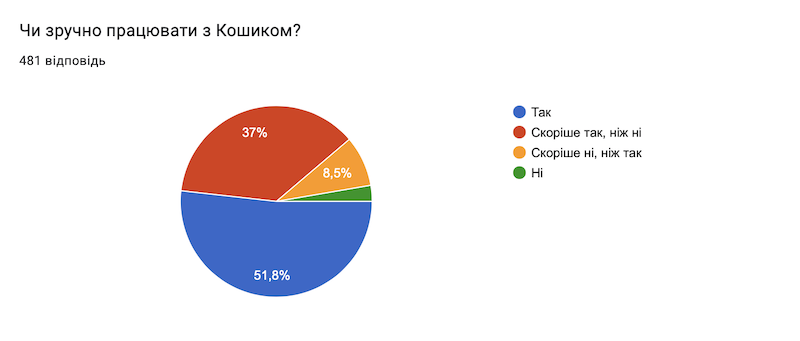 Чи зручно працювати з Кошиком?
481 відповідь
Так
Скоріше так, ніж ні
Скоріше ні, ніж так
Ні
37%
8,5%
51,8%